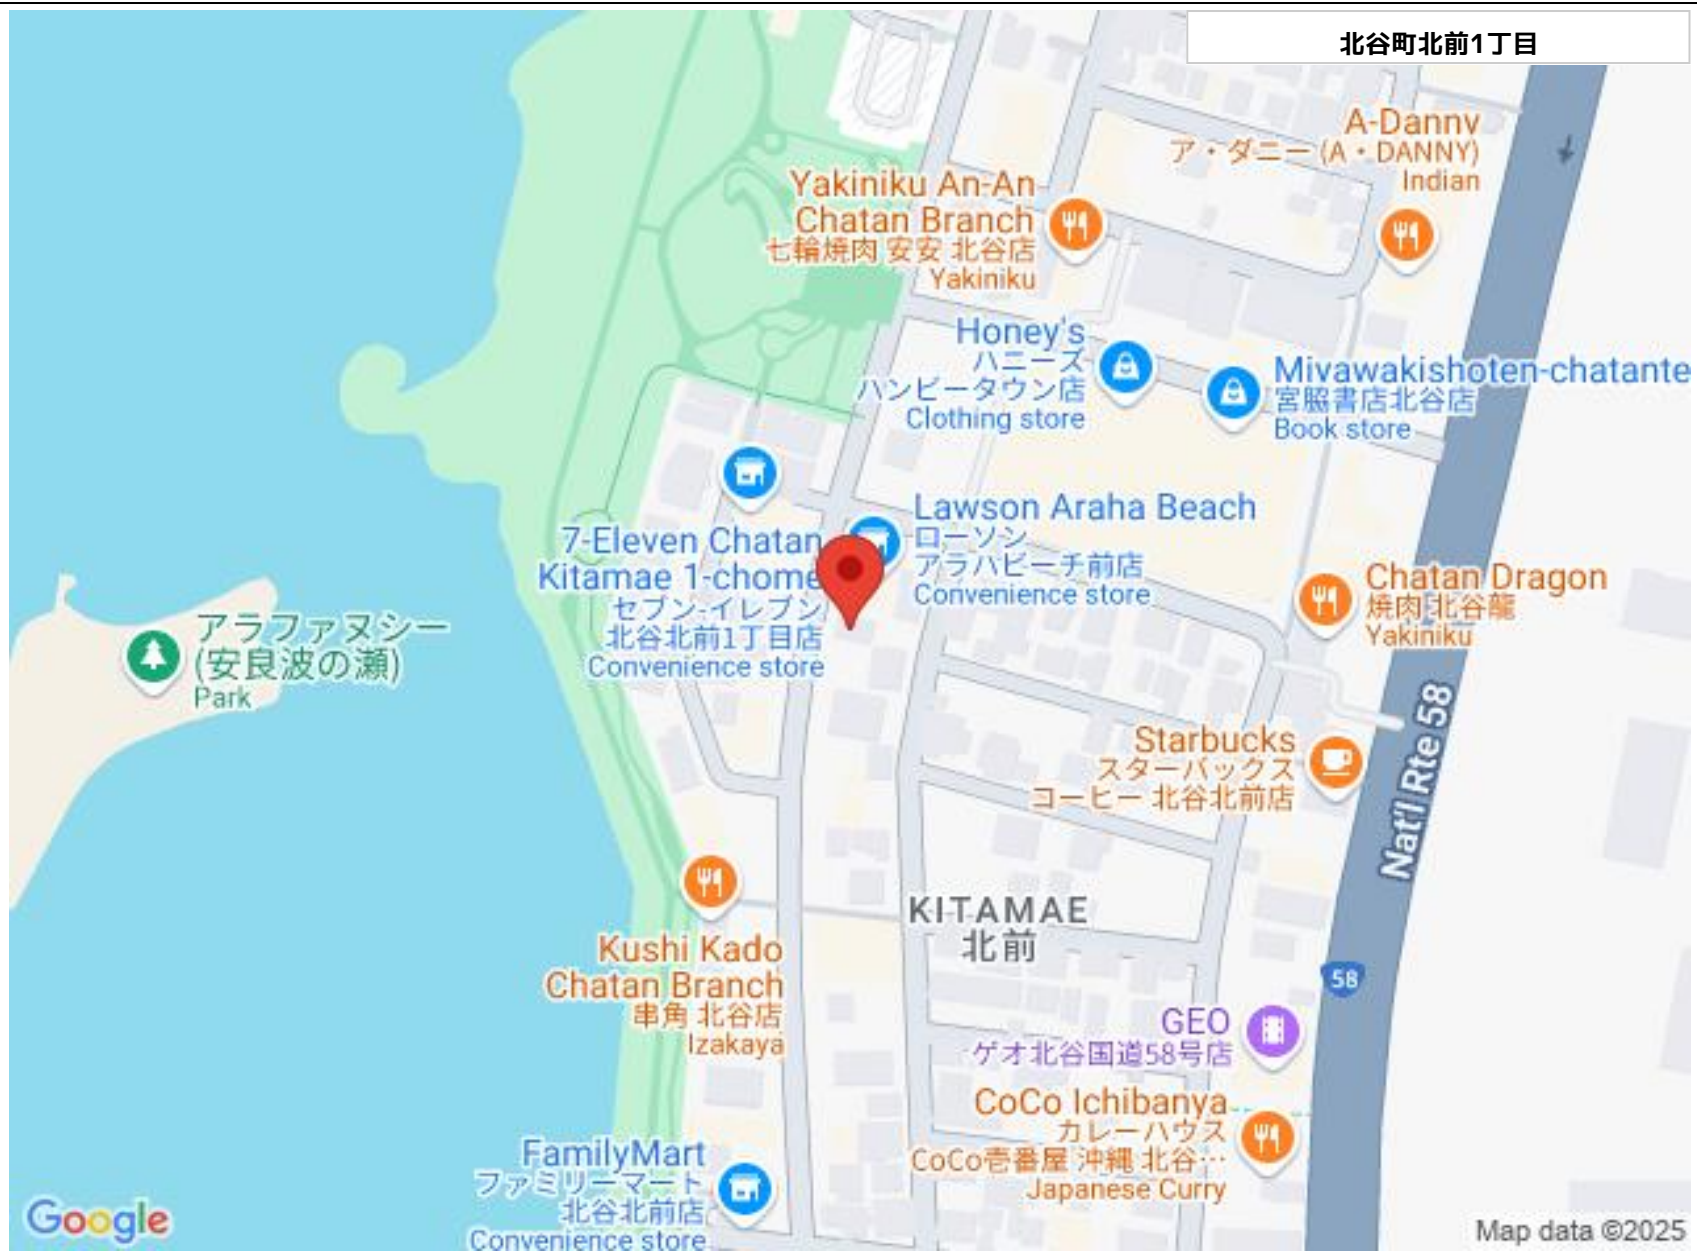 北谷町北前1丁目
A-Danny
ア・ダニー (A・DANNY)
Indian
Yakiniku An-An
Chatan Branch
七輪焼肉 安安 北谷店
Yakiniku
Honey's
ハニーズ
ハンビータウン店
Clothing store
Miyawakishoten-chatante
宮脇書店北谷店
Book store
Lawson Araha Beach
ローソン
アラハビーチ前店
Convenience store
7-Eleven Chatan
Kitamae 1-chome
セブン-イレブン
北谷北前1丁目店
Convenience store
Chatan Dragon
焼肉 北谷龍
Yakiniku
アラファヌシー
(安良波の瀬)
Park
Nat'l Rte 58
Starbucks
スターバックス
コーヒー 北谷北前店
KITAMAE
北前
Kushi Kado
Chatan Branch
串角 北谷店
Izakaya
58
GEO
ゲオ北谷国道58号店
CoCo Ichibanya
カレーハウス
CoCo壱番屋 沖縄 北谷…
Japanese Curry
FamilyMart
ファミリーマート
北谷北前店
Convenience store
Google
Map data ©2025